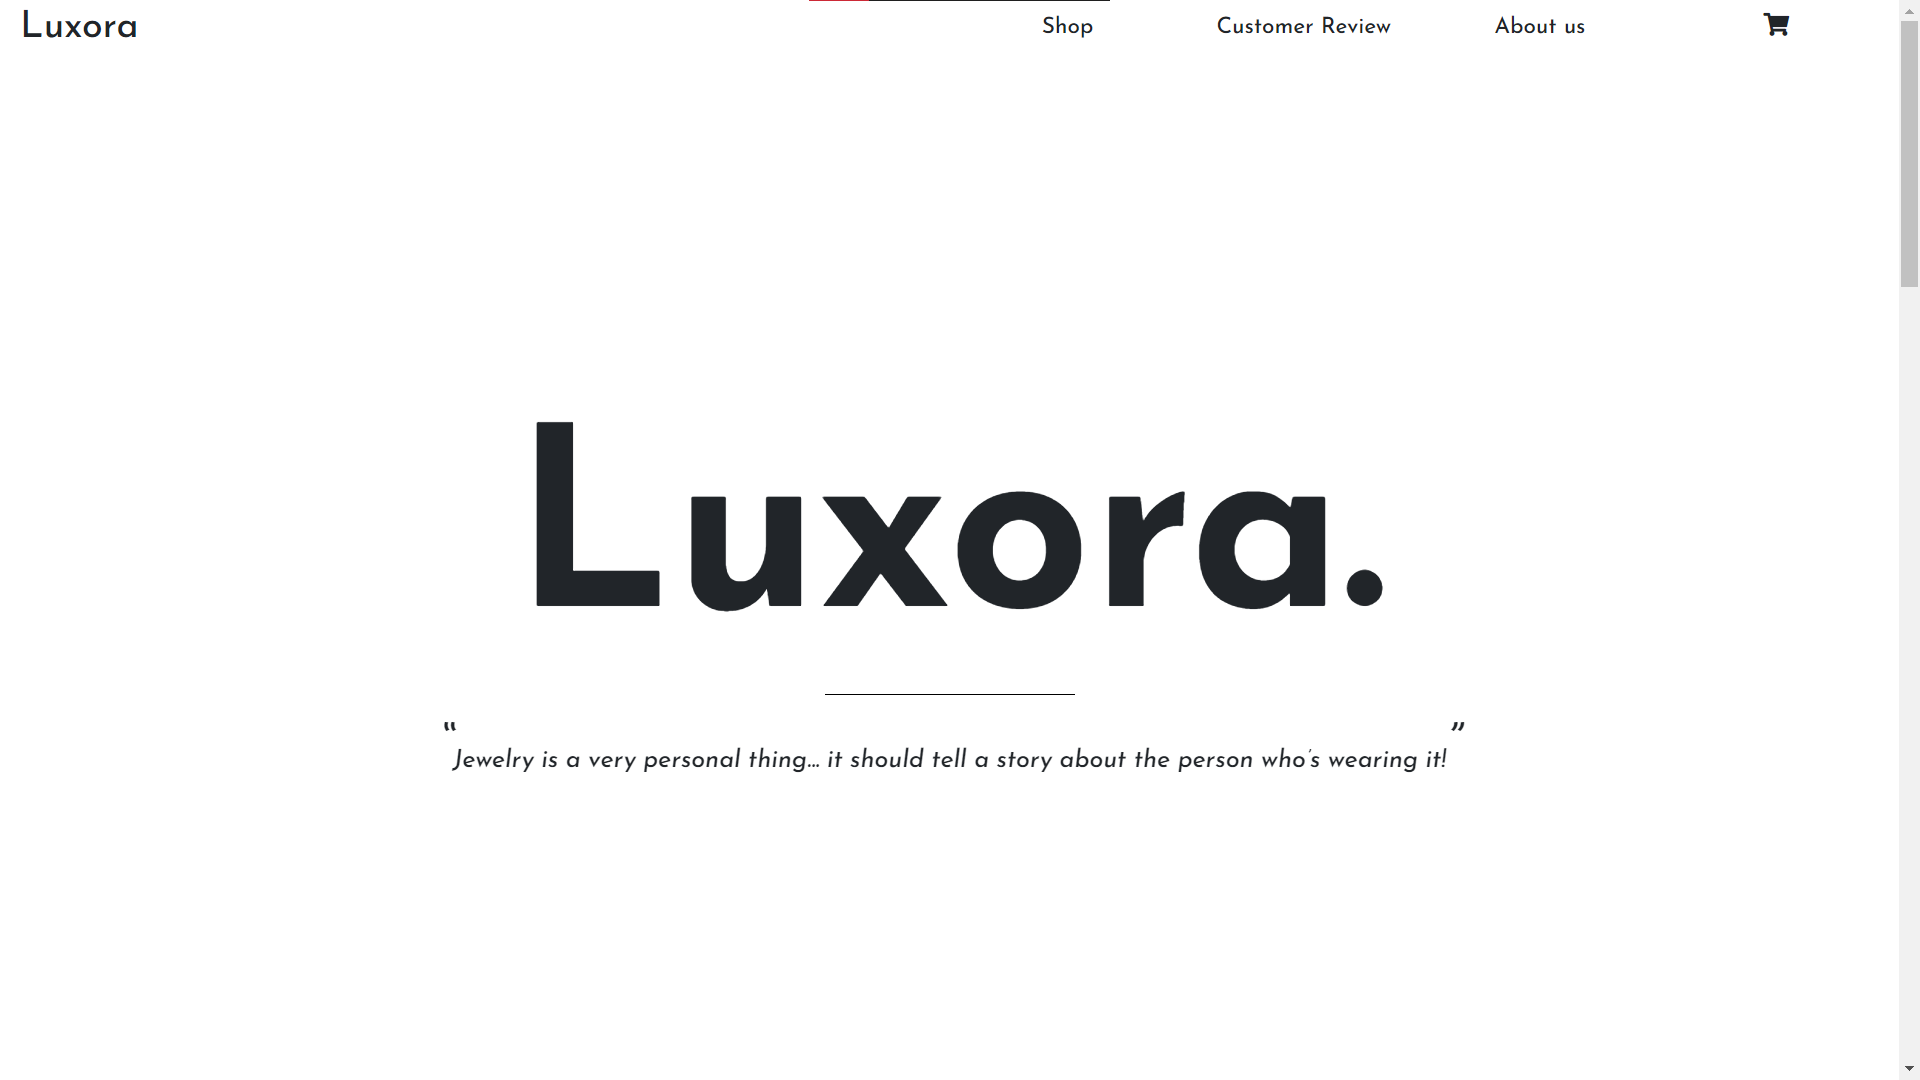 Luxora
Shop
Customer Review
About us
Luxora.
“Jewelry is a very personal thing... it should tell a story about the person who's wearing it!”